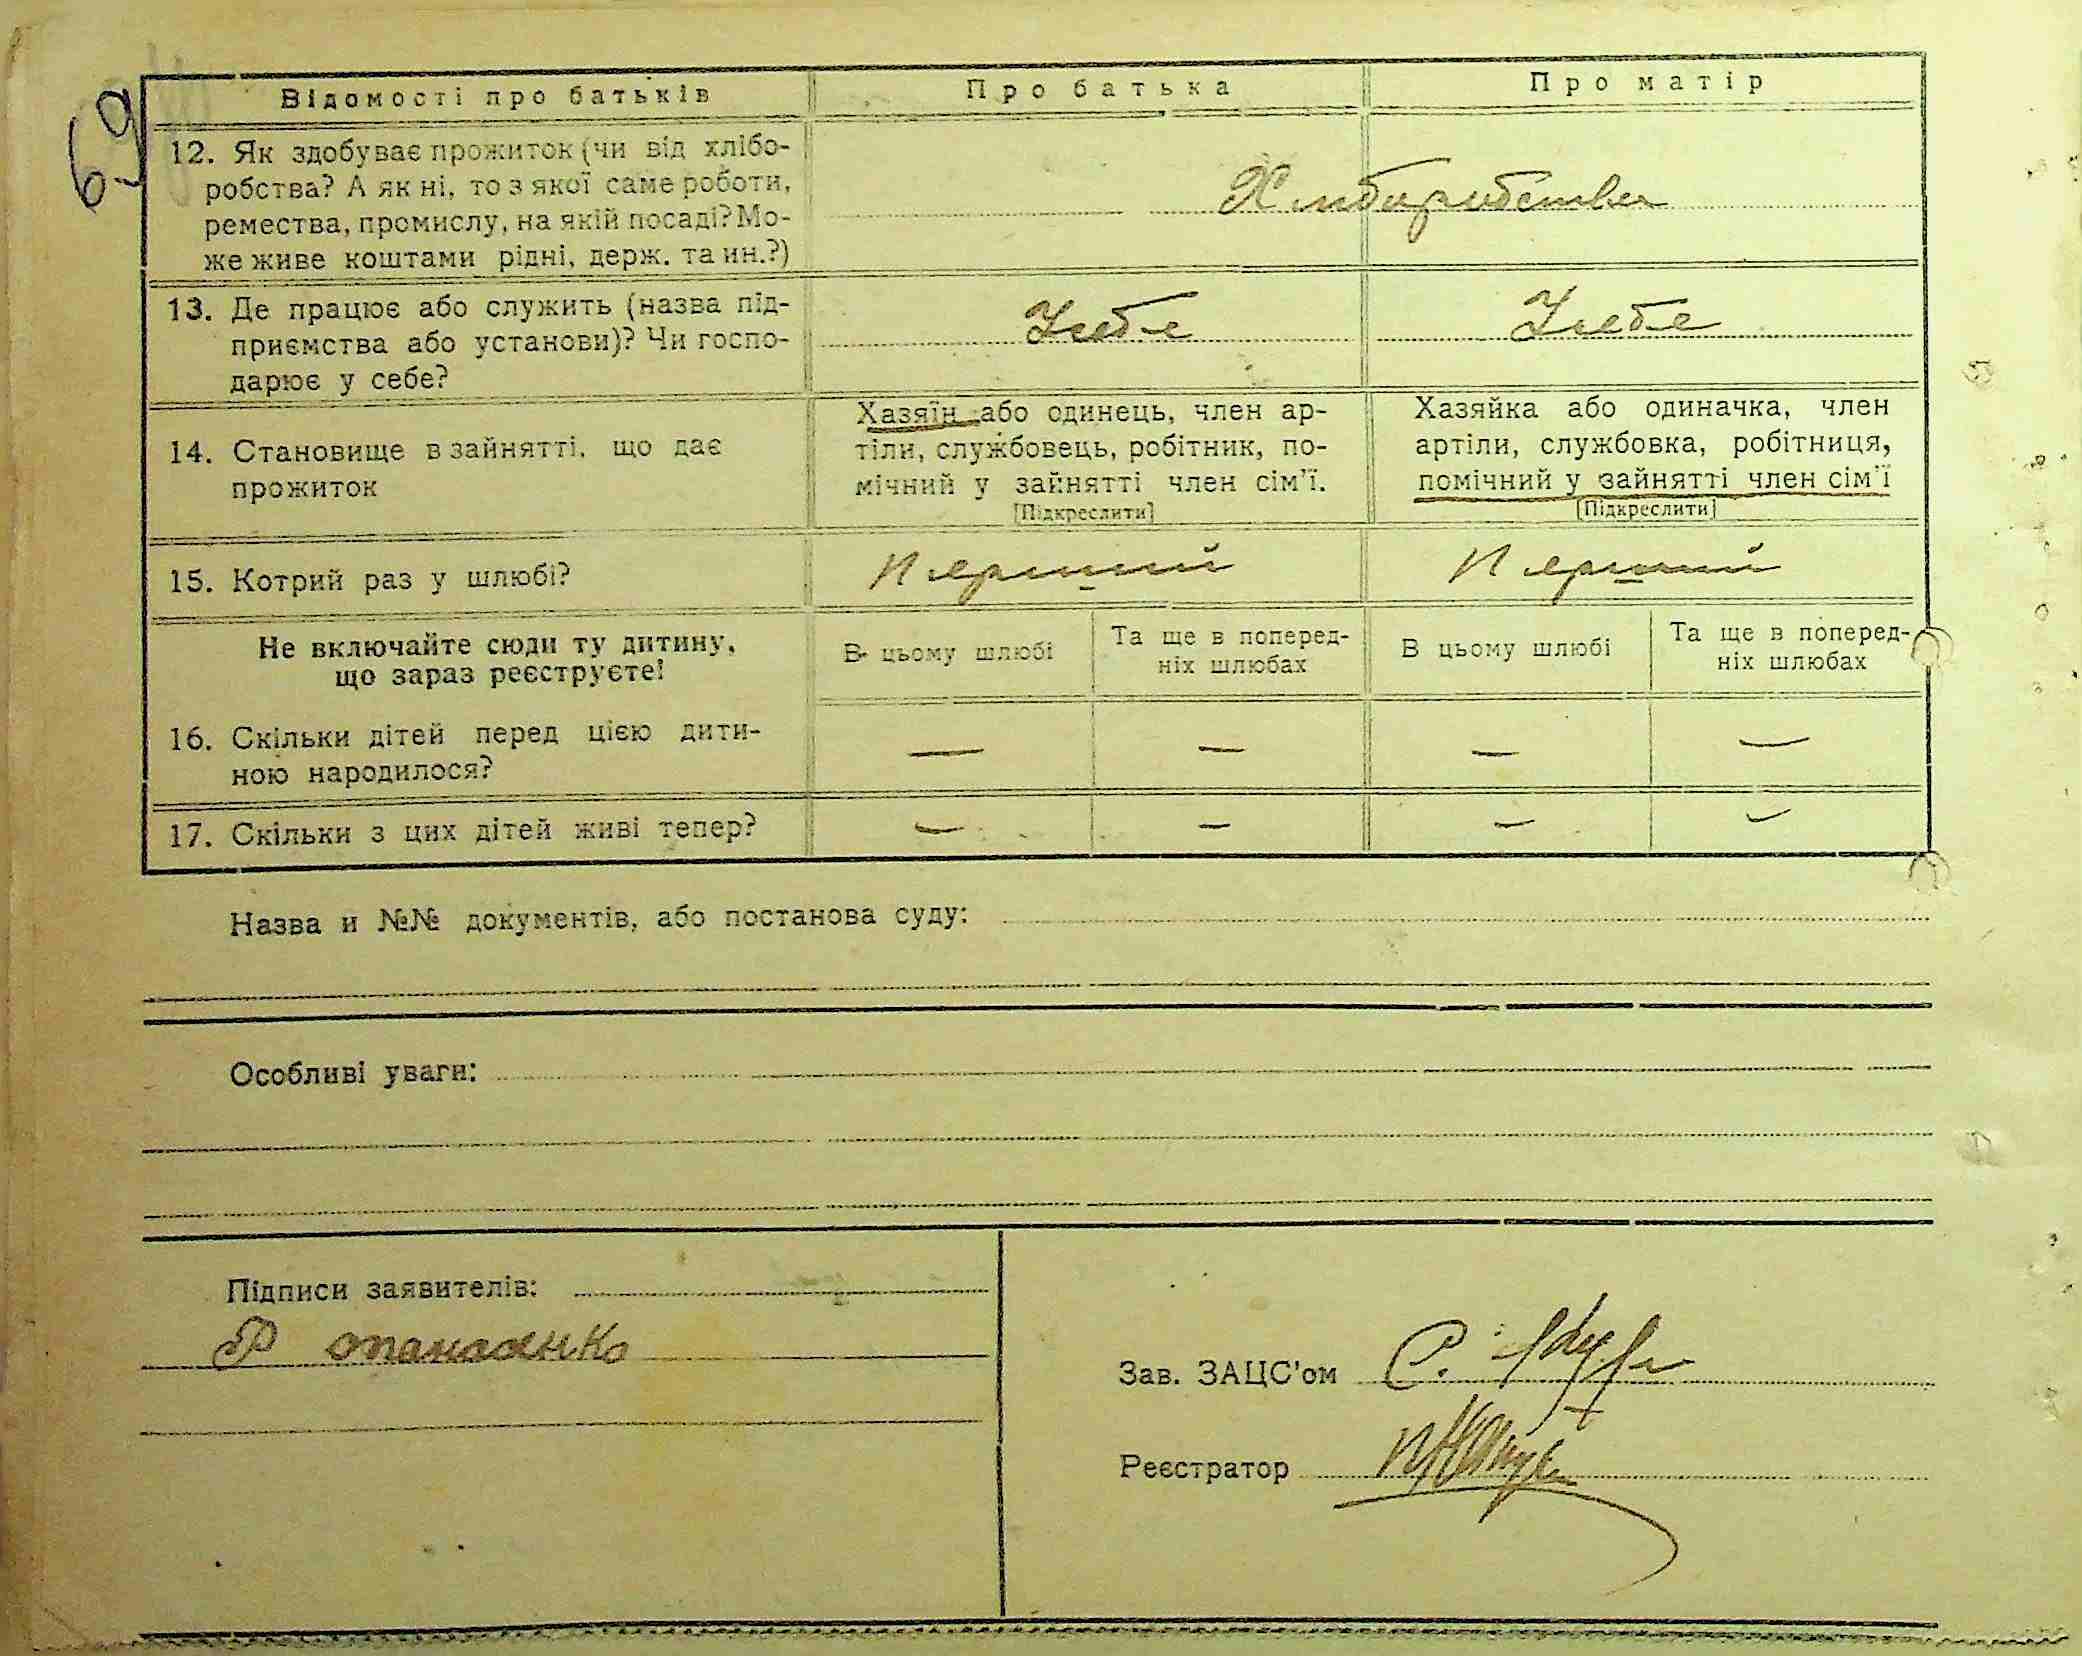 69
Відомості про батьків
Про батька
Про матір
12. Як здобуває прожиток (чи від хлібо-
робства? А як ні, то з якої саме роботи,
ремества, промислу, на якій посаді? Мо-
же живе коштами рідні, держ. та ин.?)
Хліборобство
13. Де працює або служить (назва під-
приємства або установи)? Чи госпо-
дарює у себе?
У себе
У себе
14. Становище в зайнятті, що дає
прожиток
Хазяїн або одинець, член ар-
тіли, службовець, робітник, по-
мічний у зайнятті член сім'ї.
[Підкреслити]
Хазяйка або одиначка, член
артіли, службовка, робітниця,
помічний у зайнятті член сім'ї
[Підкреслити]
15. Котрий раз у шлюбі?
Перший
Перший
Не включайте сюди ту дитину,
що зараз реєструєте!
В цьому шлюбі
Та ще в поперед-
ніх шлюбах
В цьому шлюбі
Та ще в поперед-
ніх шлюбах
16. Скільки дітей перед цією дити-
ною народилося?
— — — —
17. Скільки з цих дітей живі тепер?
— — — —
Назва и №№ документів, або постанова суду:
Особливі уваги:
Підписи заявителів:
опанасенко
Зав. ЗАЦС'ом С.
Реєстратор